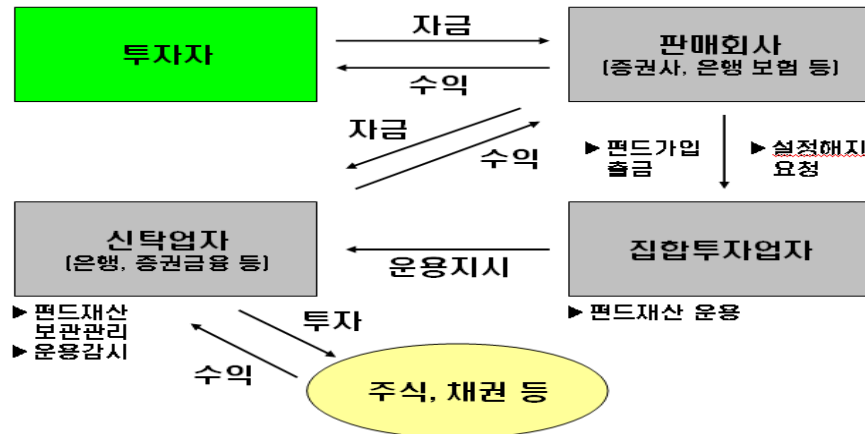 투자자
자금
수익
판매회사
(증권사, 은행 보험 등)
자금
수익
▶ 펀드가입
출금
▶ 설정해지
요청
신탁업자
(은행, 증권금융 등)
운용지시
집합투자업자
▶ 펀드재산
보관관리
▶ 운용감시
▶ 펀드재산 운용
투자
수익
주식, 채권 등